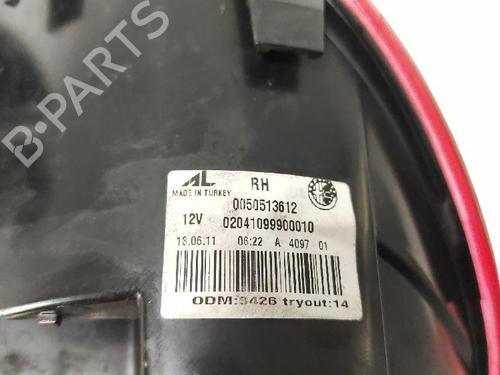 B-PARTS
AL RH
MADE IN TURKEY 0050513612
12V 02041099900010
13.06.11 06:22 A 4097 01
ODM:3426 tryout:14